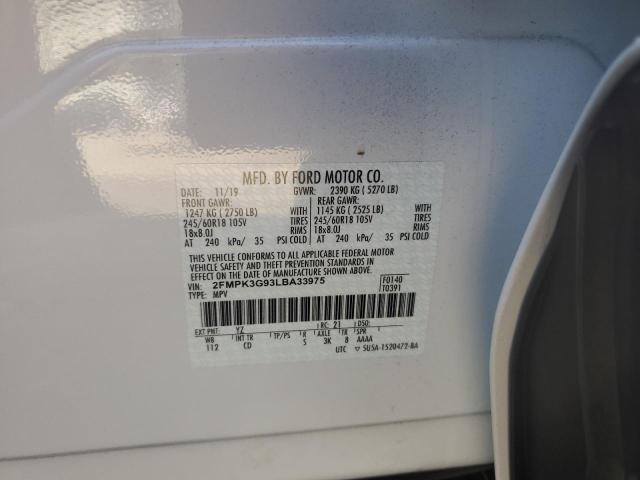 MFD. BY FORD MOTOR CO.
DATE: 11/19 GVWR: 2390 KG ( 5270 LB)
FRONT GAWR: REAR GAWR:
1247 KG ( 2750 LB) 1145 KG ( 2525 LB)
245/60R18 105V TIRES 245/60R18 105V TIRES
18x8.0J RIMS 18x8.0J RIMS
AT 240 kPa/ 35 PSI COLD AT 240 kPa/ 35 PSI COLD
THIS VEHICLE CONFORMS TO ALL APPLICABLE FEDERAL MOTOR
VEHICLE SAFETY AND THEFT PREVENTION STANDARDS IN EFFECT
ON THE DATE OF MANUFACTURE SHOWN ABOVE.
VIN: 2FMPK3G93LBA33975 F0140
TYPE: MPV T0391
EXT PNT: YZ RC: 21 DSO:
WB INT TR TP/PS R AXLE TR SPR
112 CD S 3K 8 AAAA
UTC ▽ 5U5A-1520472-BA